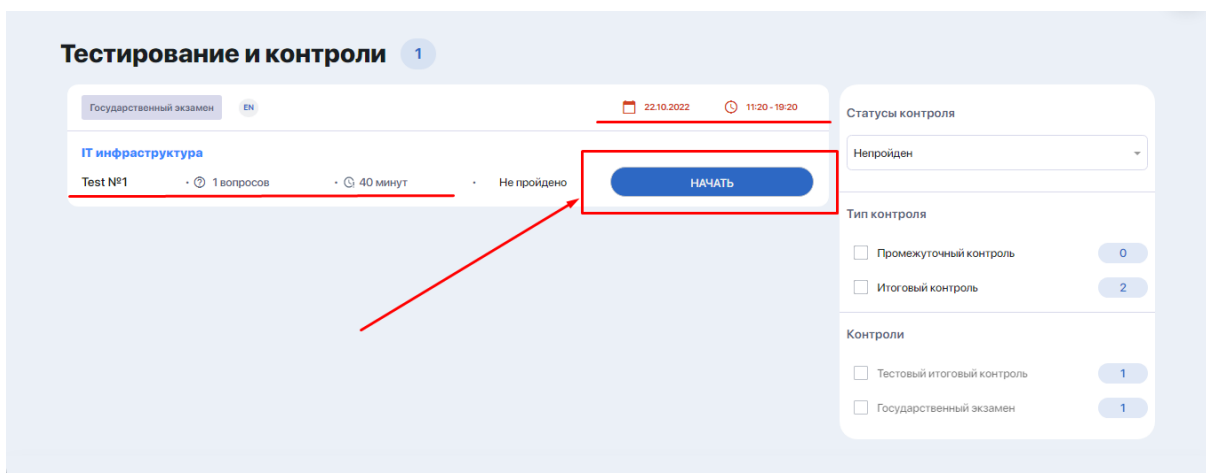 Тестирование и контроли 1
Государственный экзамен EN 22.10.2022 11:20 - 19:20
IT инфраструктура
Test №1 · 1 вопросов · 40 минут · Не пройдено НАЧАТЬ
Статусы контроля
Непройден
Тип контроля
Промежуточный контроль 0
Итоговый контроль 2
Контроли
Тестовый итоговый контроль 1
Государственный экзамен 1